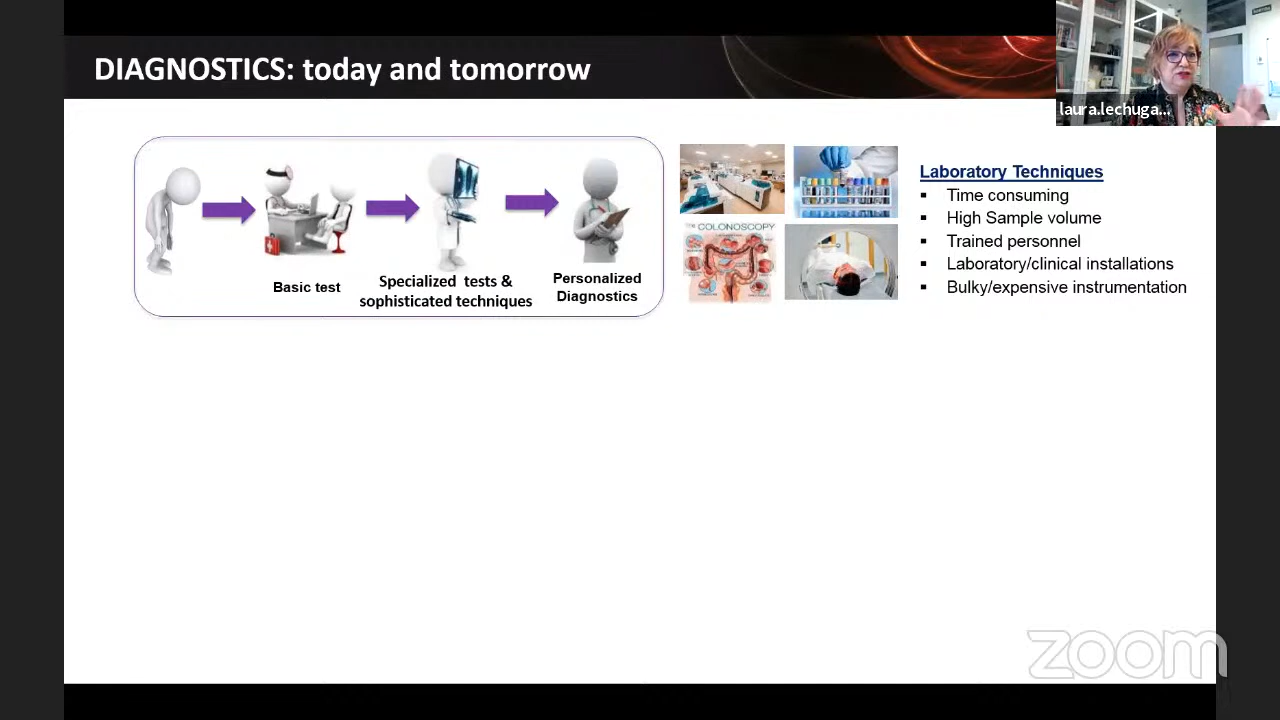 DIAGNOSTICS: today and tomorrow
laura.lechuga...
Basic test
Specialized tests &
sophisticated techniques
Personalized
Diagnostics
COLONOSCOPY
Laboratory Techniques
▪ Time consuming
▪ High Sample volume
▪ Trained personnel
▪ Laboratory/clinical installations
▪ Bulky/expensive instrumentation
zoom